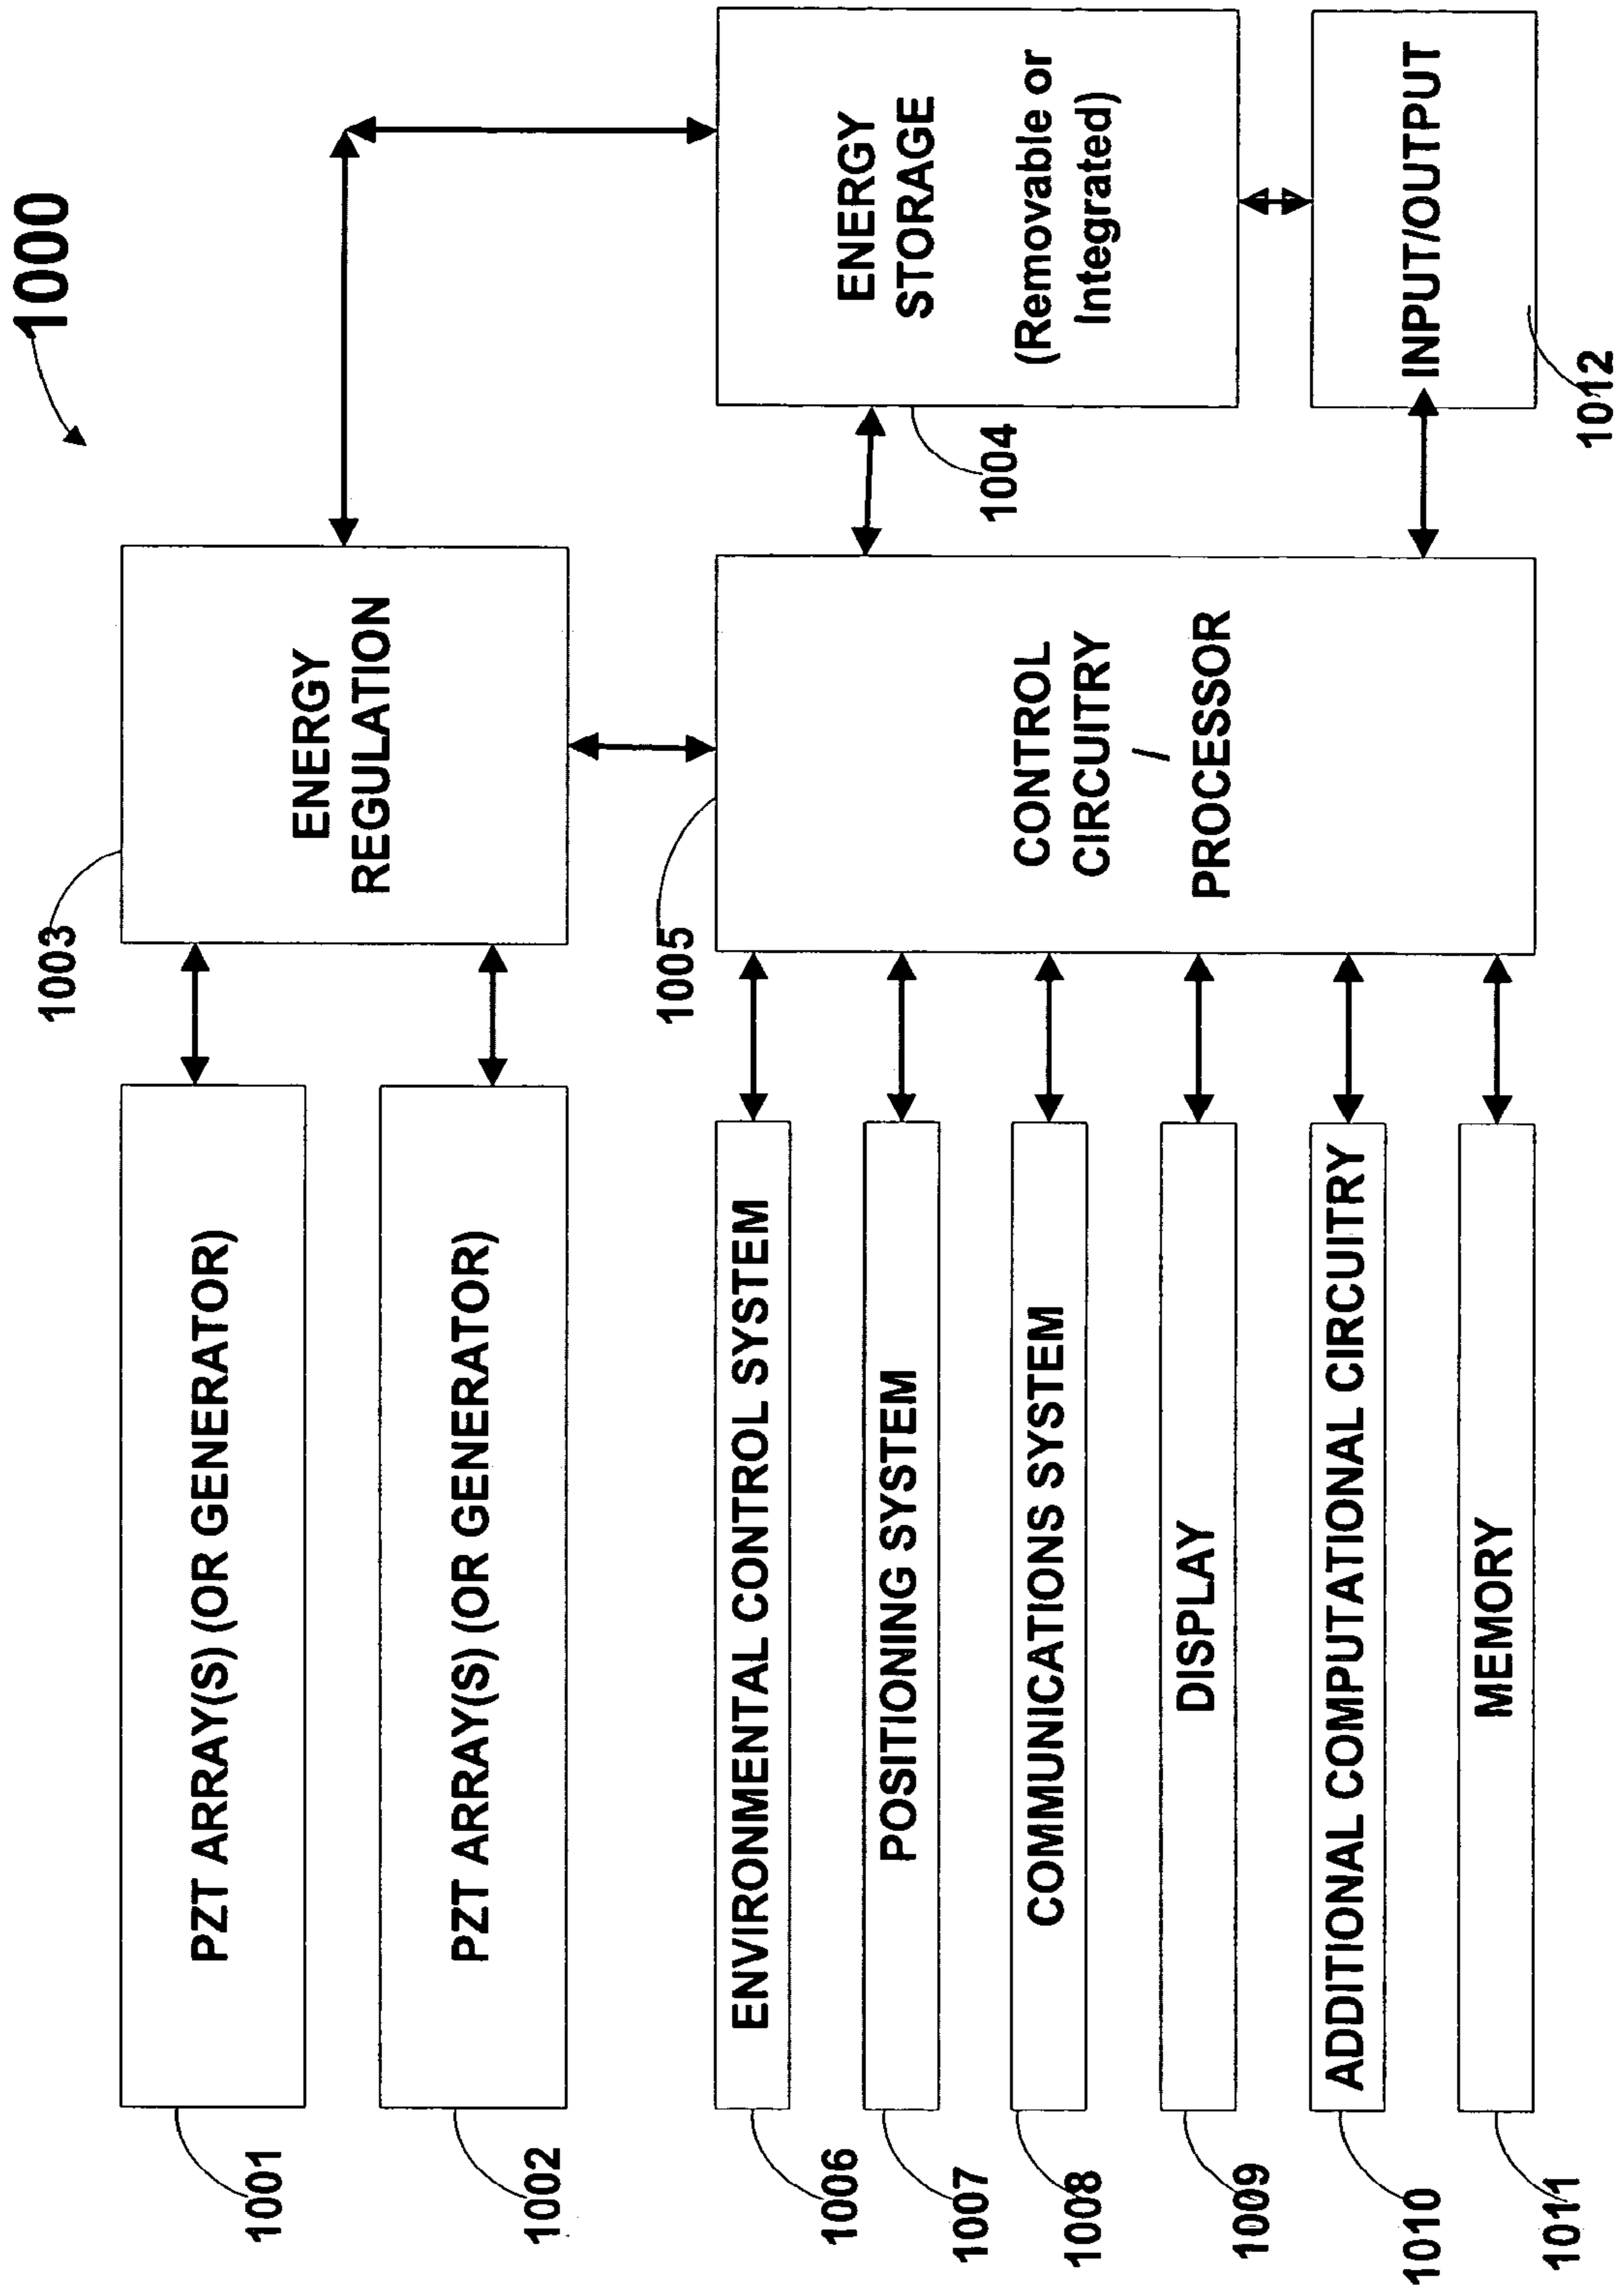 1000
1001
PZT ARRAY(S) (OR GENERATOR)
1003
ENERGY
REGULATION
1002
PZT ARRAY(S) (OR GENERATOR)
1006
ENVIRONMENTAL CONTROL SYSTEM
1007
POSITIONING SYSTEM
1008
COMMUNICATIONS SYSTEM
1009
DISPLAY
1010
ADDITIONAL COMPUTATIONAL CIRCUITRY
1011
MEMORY
1005
CONTROL
CIRCUITRY
/
PROCESSOR
1004
ENERGY
STORAGE
(Removable or
Integrated)
INPUT/OUTPUT
1012